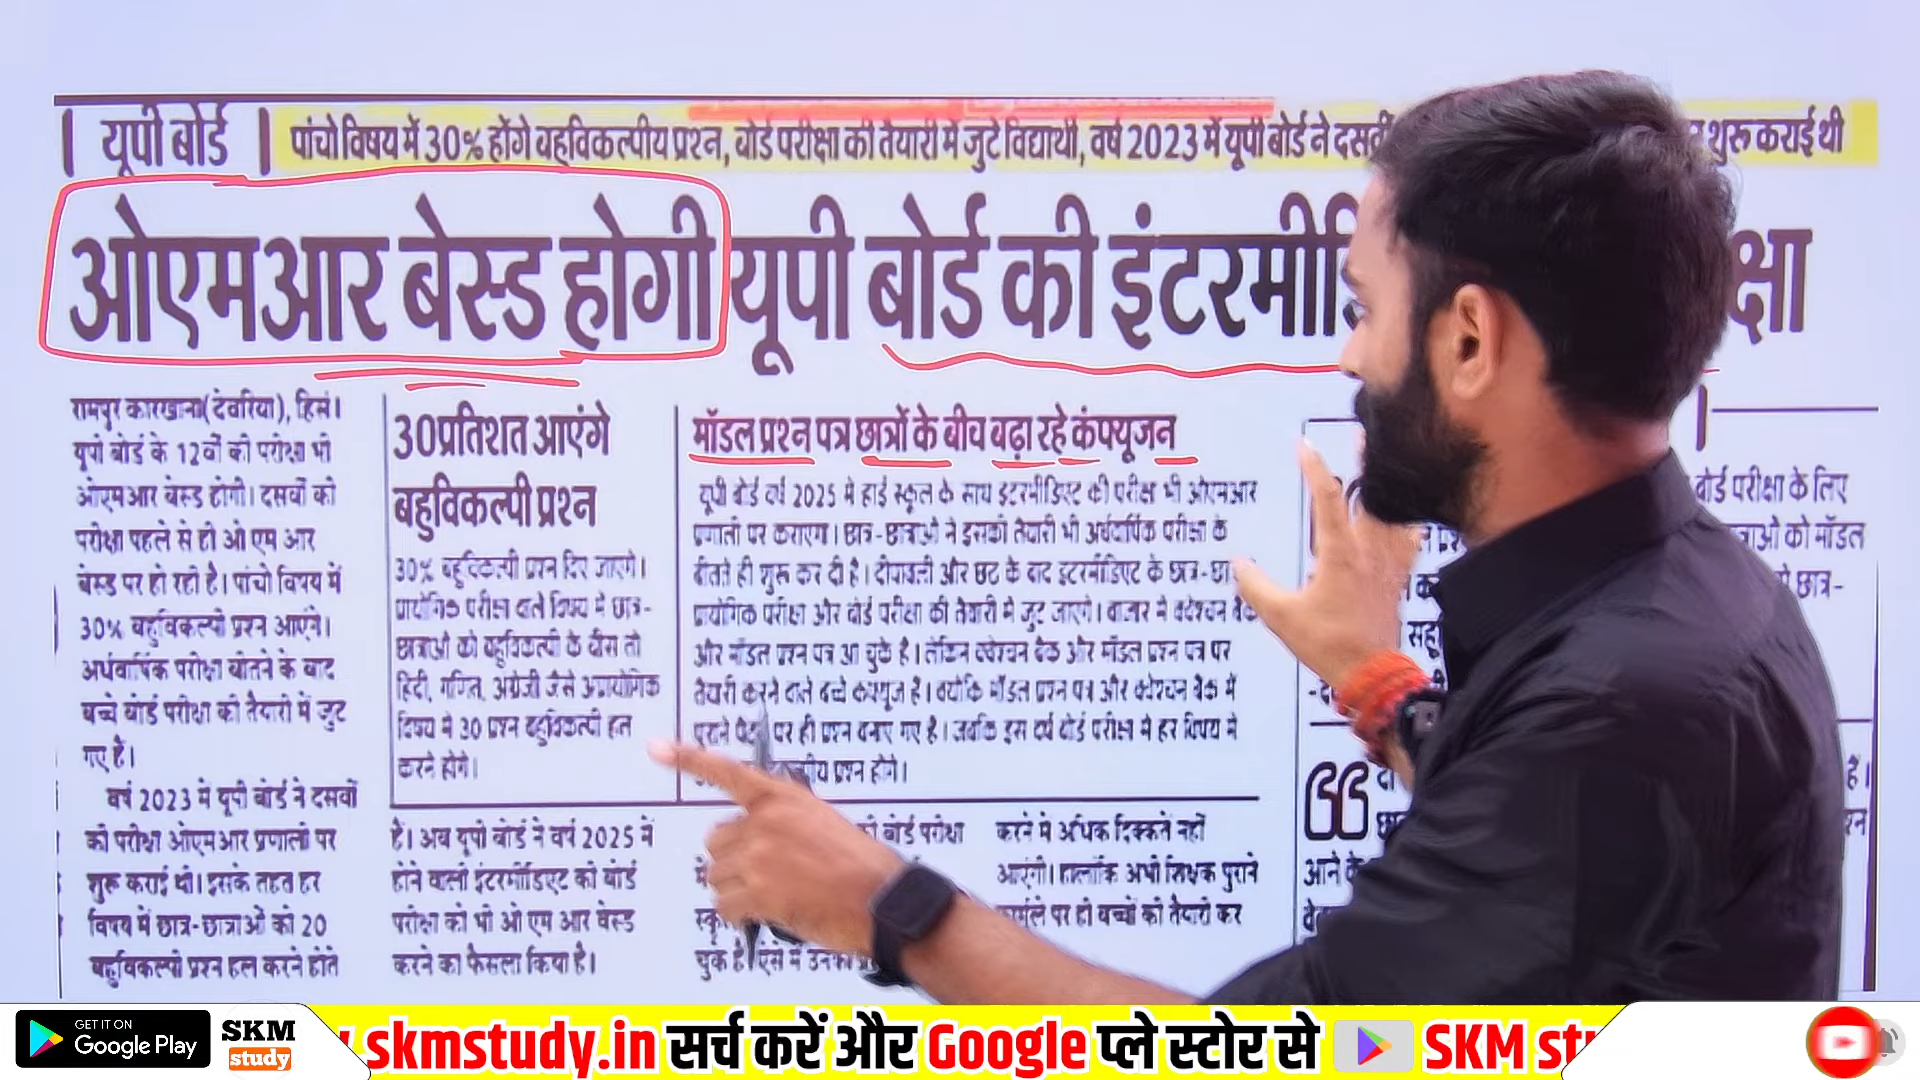 यूपी बोर्ड
पांचो विषय में 30% होंगे बहुविकल्पीय प्रश्न, बोर्ड परीक्षा की तैयारी में जुटे विद्यार्थी, वर्ष 2023 में यूपी बोर्ड ने दसवीं
शुरू कराई थी
ओएमआर बेस्ड होगी यूपी बोर्ड की इंटरमीडि
क्षा
रामपुर कारखाना(देवरिया), हिसं।
यूपी बोर्ड के 12वीं की परीक्षा भी
ओएमआर बेस्ड होगी। दसवीं की
परीक्षा पहले से ही ओ एम आर
बेस्ड पर हो रही है। पांचो विषय में
30% बहुविकल्पी प्रश्न आएंगे।
अर्धवार्षिक परीक्षा बीतने के बाद
बच्चे बोर्ड परीक्षा की तैयारी में जुट
गए हैं।
वर्ष 2023 में यूपी बोर्ड ने दसवीं
की परीक्षा ओएमआर प्रणाली पर
शुरू कराई थी। इसके तहत हर
विषय में छात्र-छात्राओं को 20
बहुविकल्पी प्रश्न हल करने होते
30प्रतिशत आएंगे
बहुविकल्पी प्रश्न
30% बहुविकल्पी प्रश्न दिए जाएंगे।
प्रायोगिक परीक्षा वाले विषय में छात्र-
छात्राओं को बहुविकल्पी के बीस तो
हिंदी, गणित, अंग्रेजी जैसे अप्रायोगिक
विषय में 30 प्रश्न बहुविकल्पी हल
करने होंगे।
हैं। अब यूपी बोर्ड ने वर्ष 2025 में
होने वाली इंटरमीडिएट की बोर्ड
परीक्षा को भी ओ एम आर बेस्ड
करने का फैसला किया है।
मॉडल प्रश्न पत्र छात्रों के बीच बढ़ा रहे कंफ्यूजन
यूपी बोर्ड वर्ष 2025 में हाई स्कूल के साथ इंटरमीडिएट की परीक्षा भी ओएमआर
प्रणाली पर कराएगा। छात्र-छात्राओं ने इसकी तैयारी भी अर्धवार्षिक परीक्षा के
बीतते ही शुरू कर दी है। दीपावली और छठ के बाद इंटरमीडिएट के छात्र-
प्रायोगिक परीक्षा और बोर्ड परीक्षा की तैयारी में जुट जाएंगे। बाजार में क्वेश्चन
और मॉडल प्रश्न पत्र आ चुके है। लेकिन क्वेश्चन बैंक और मॉडल प्रश्न पत्र पर
तैयारी करने वाले बच्चे कंफ्यूज हैं। क्योंकि मॉडल प्रश्न पत्र और क्वेश्चन बैंक में
पुराने पर ही प्रश्न बनाए गए है। जबकि इस वर्ष बोर्ड परीक्षा में हर विषय में
प्रश्न होंगे।
बोर्ड परीक्षा
चुके है। ऐसे में उनका
करने में अधिक दिक्कतें नहीं
आएंगी। हालांकि अभी शिक्षक पुराने
पर ही बच्चों की तैयारी कर
बोर्ड परीक्षा के लिए
को मॉडल
छात्र-
GET IT ON
Google Play
SKM
study
skmstudy.in सर्च करें और Google प्ले स्टोर से
SKM